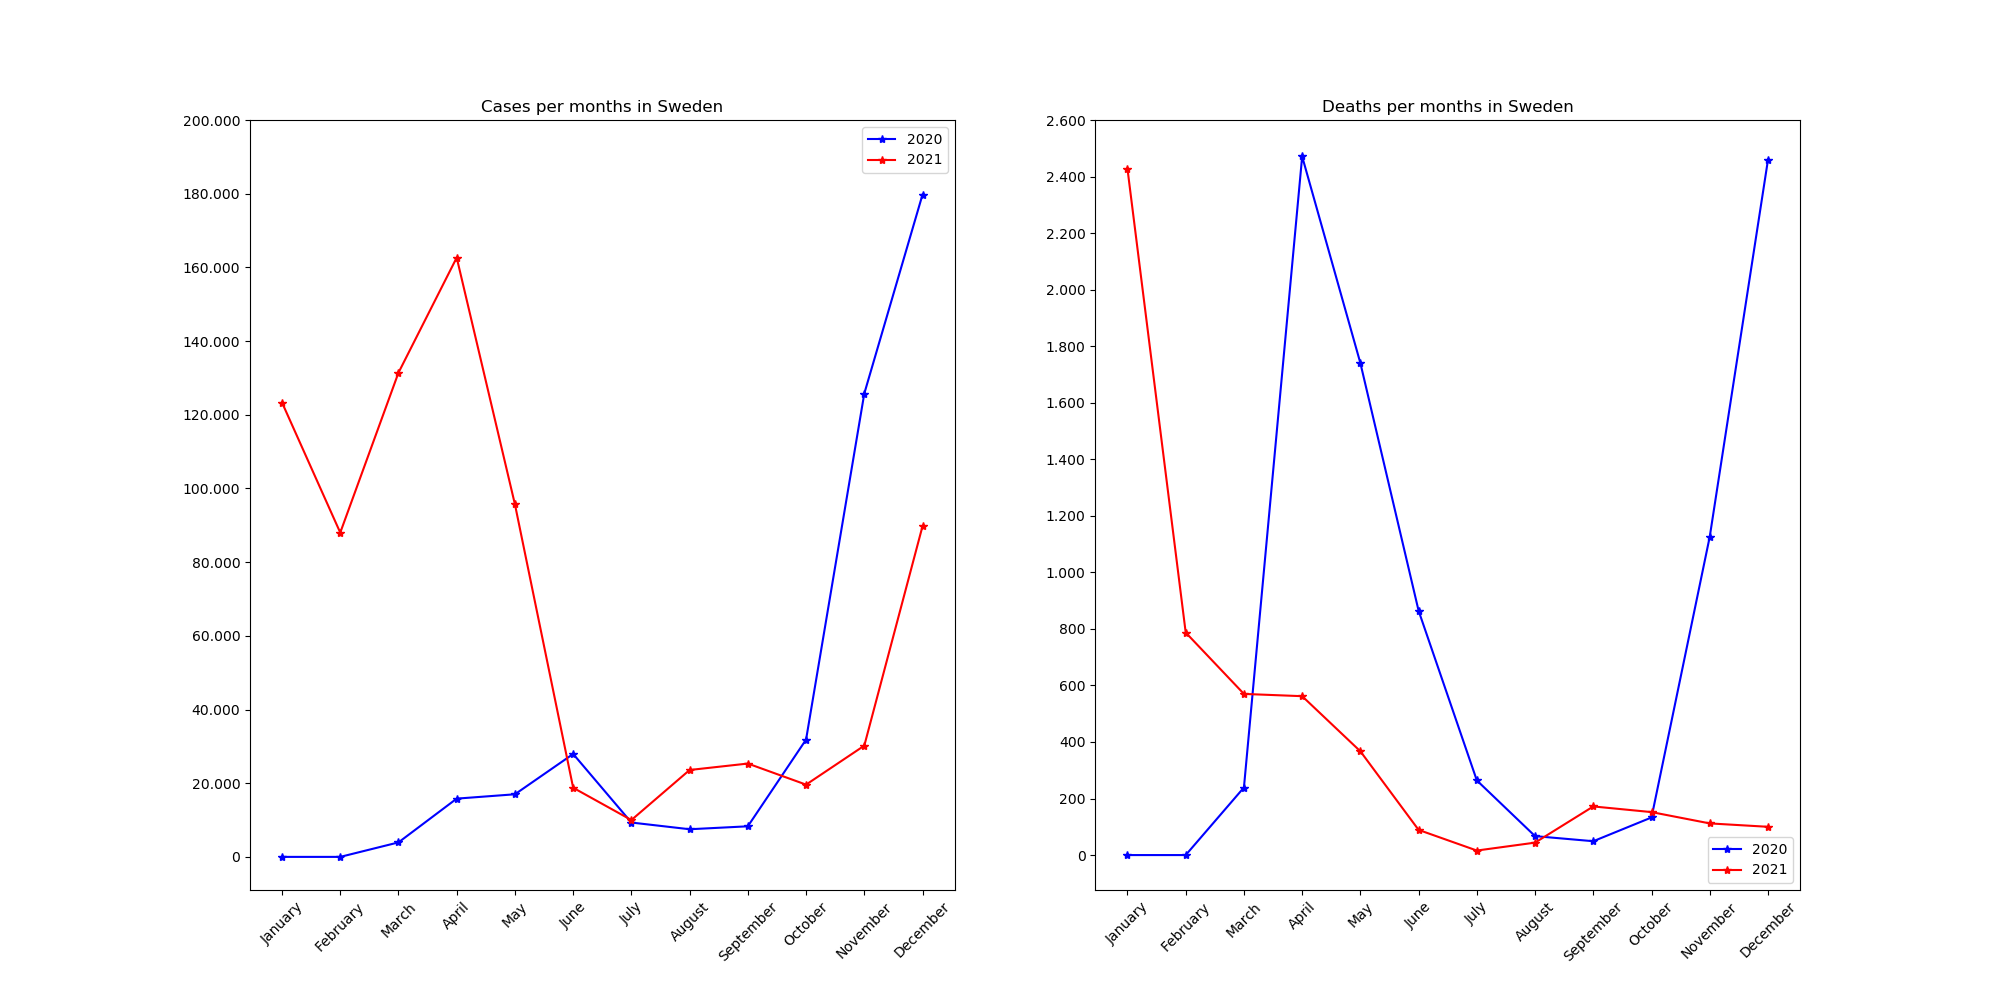 Cases per months in Sweden
200.000
180.000
160.000
140.000
120.000
100.000
80.000
60.000
40.000
20.000
0
January
February
March
April
May
June
July
August
September
October
November
December
2020
2021
Deaths per months in Sweden
2.600
2.400
2.200
2.000
1.800
1.600
1.400
1.200
1.000
800
600
400
200
0
January
February
March
April
May
June
July
August
September
October
November
December
2020
2021